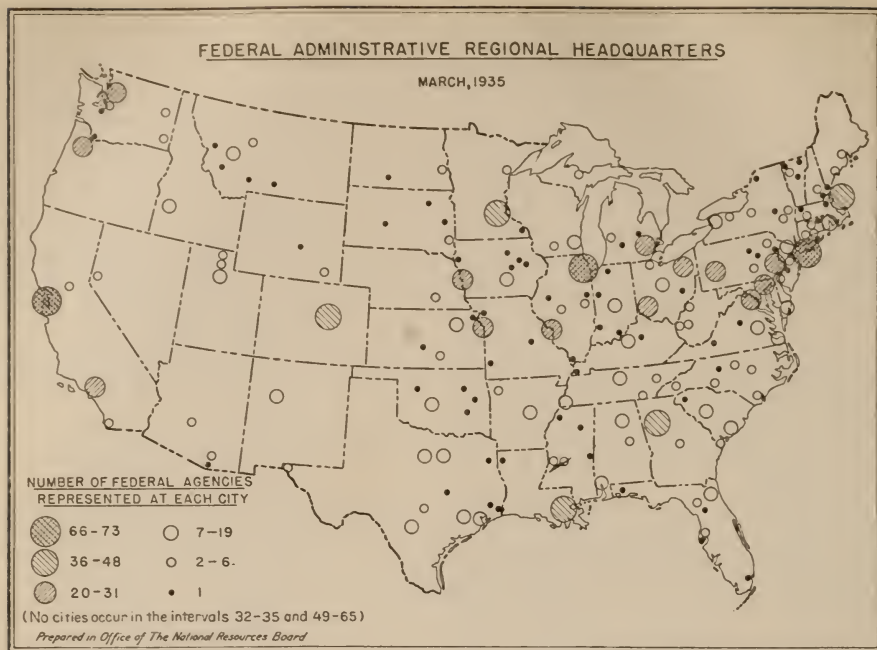 FEDERAL ADMINISTRATIVE REGIONAL HEADQUARTERS
MARCH, 1935
NUMBER OF FEDERAL AGENCIES
REPRESENTED AT EACH CITY
66-73 7-19
36-48 2-6
20-31 1
(No cities occur in the intervals 32-35 and 49-65)
Prepared in Office of The National Resources Board